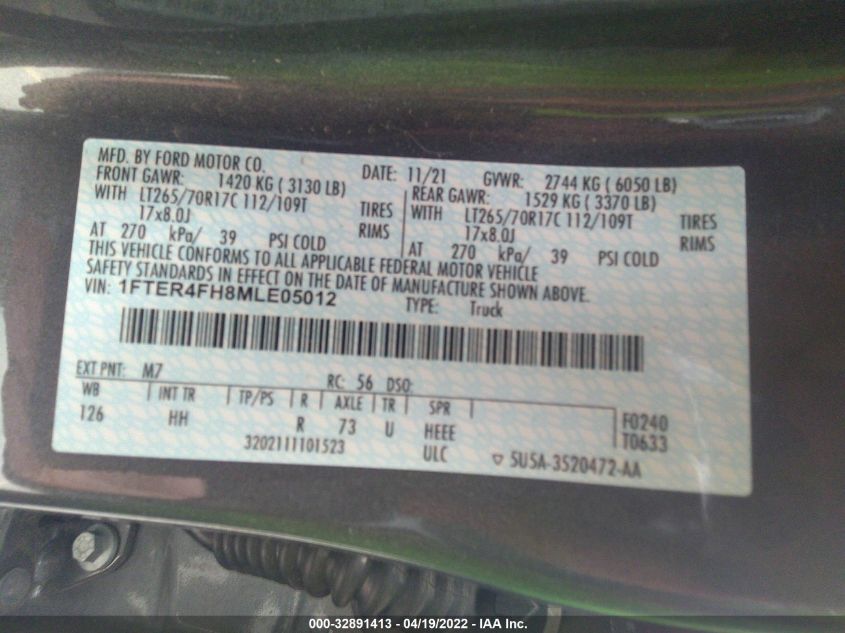 MFD. BY FORD MOTOR CO.
DATE: 11/21 GVWR: 2744 KG ( 6050 LB)
FRONT GAWR: 1420 KG ( 3130 LB)
WITH LT265/70R17C 112/109T TIRES
17x8.0J RIMS
AT 270 kPa/ 39 PSI COLD
REAR GAWR: 1529 KG ( 3370 LB)
WITH LT265/70R17C 112/109T TIRES
17x8.0J RIMS
AT 270 kPa/ 39 PSI COLD
THIS VEHICLE CONFORMS TO ALL APPLICABLE FEDERAL MOTOR VEHICLE
SAFETY STANDARDS IN EFFECT ON THE DATE OF MANUFACTURE SHOWN ABOVE.
VIN: 1FTER4FH8MLE05012 TYPE: Truck
EXT PNT: M7 RC: 56 DSO:
WB INT TR TP/PS R AXLE TR SPR
126 HH R 73 U HEEE F0240
3202111101523 ULC T0633
5U5A-3520472-AA
000-32891413 - 04/19/2022 - IAA Inc.